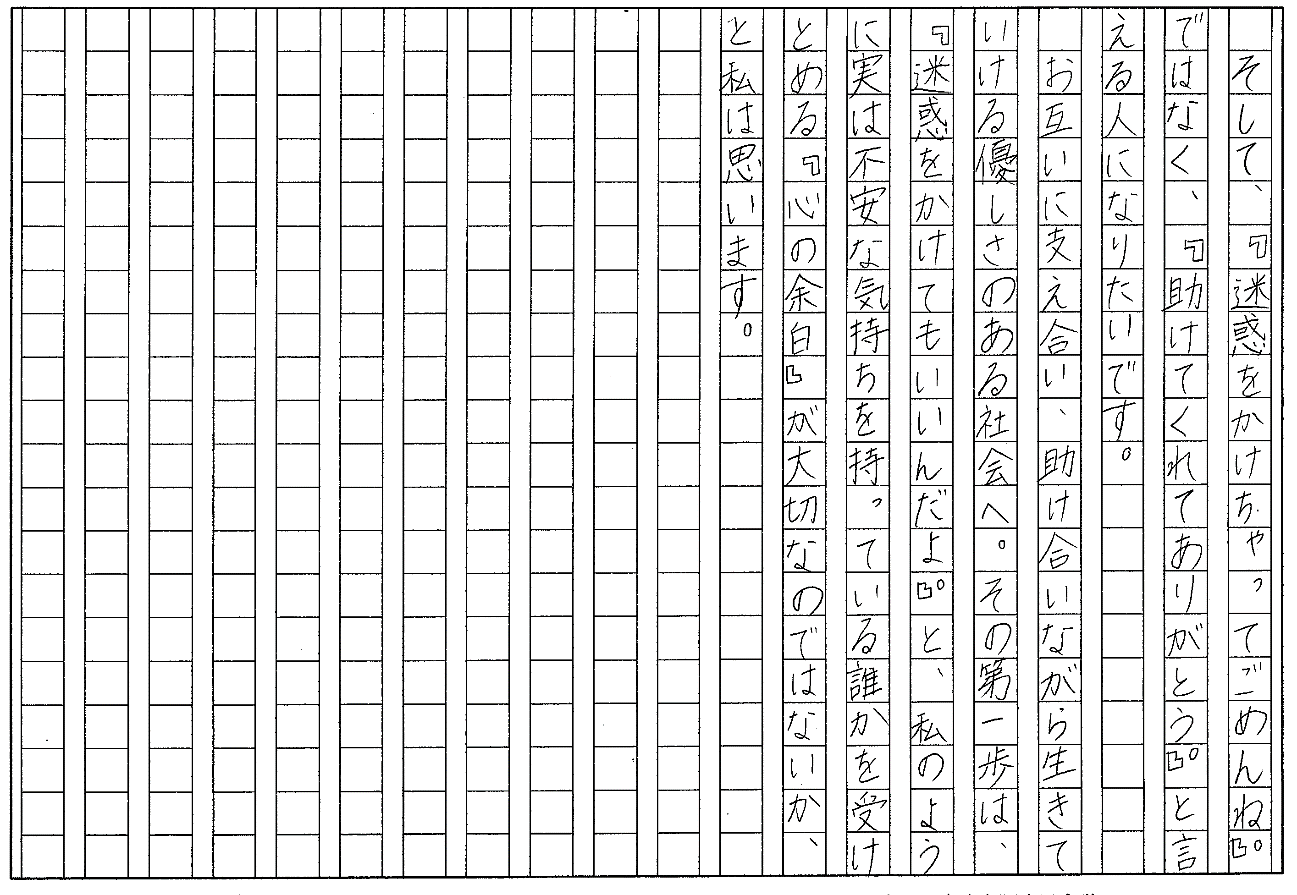 そして、『迷惑をかけちゃってごめんね。』
ではなく、『助けてくれてありがとう。』と言
える人になりたいです。
　お互いに支え合い、助け合いながら生きて
いける優しさのある社会へ。その第一歩は、
『迷惑をかけてもいいんだよ。』と、私のよう
に実は不安な気持ちを持っている誰かを受け
とめる『心の余白』が大切なのではないか、
と私は思います。